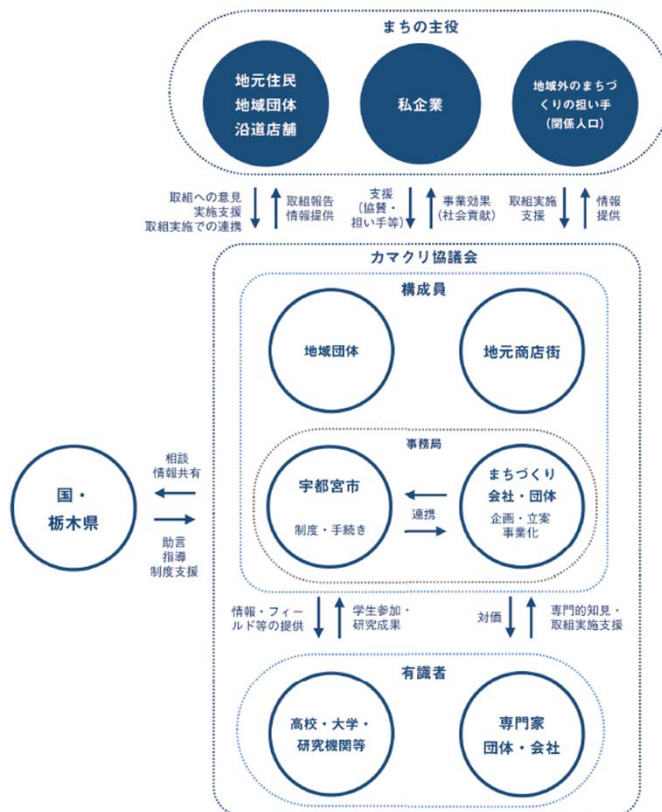 まちの主役
地元住民
地域団体
沿道店舗
私企業
地域外のまちづ
くりの担い手
(関係人口)
取組への意見
実施支援
取組実施での連携
取組報告
情報提供
支援
(協賛・
担い手等)
事業効果
(社会貢献)
取組実施
支援
情報
提供
カマクリ協議会
構成員
地域団体
地元商店街
事務局
宇都宮市
制度・手続き
連携
まちづくり
会社・団体
企画・立案
事業化
国・
栃木県
相談
情報共有
助言
指導
制度支援
情報・フィー
ルド等の提供
学生参加・
研究成果
対価
専門的知見・
取組実施支援
有識者
高校・大学・
研究機関等
専門家
団体・会社